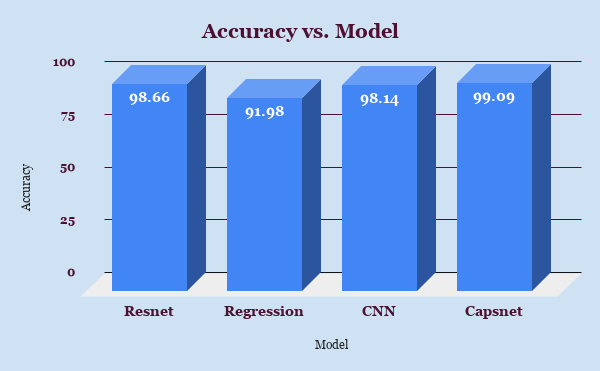 Accuracy vs. Model
Accuracy
100
75
50
25
0
98.66
91.98
98.14
99.09
Resnet
Regression
CNN
Capsnet
Model